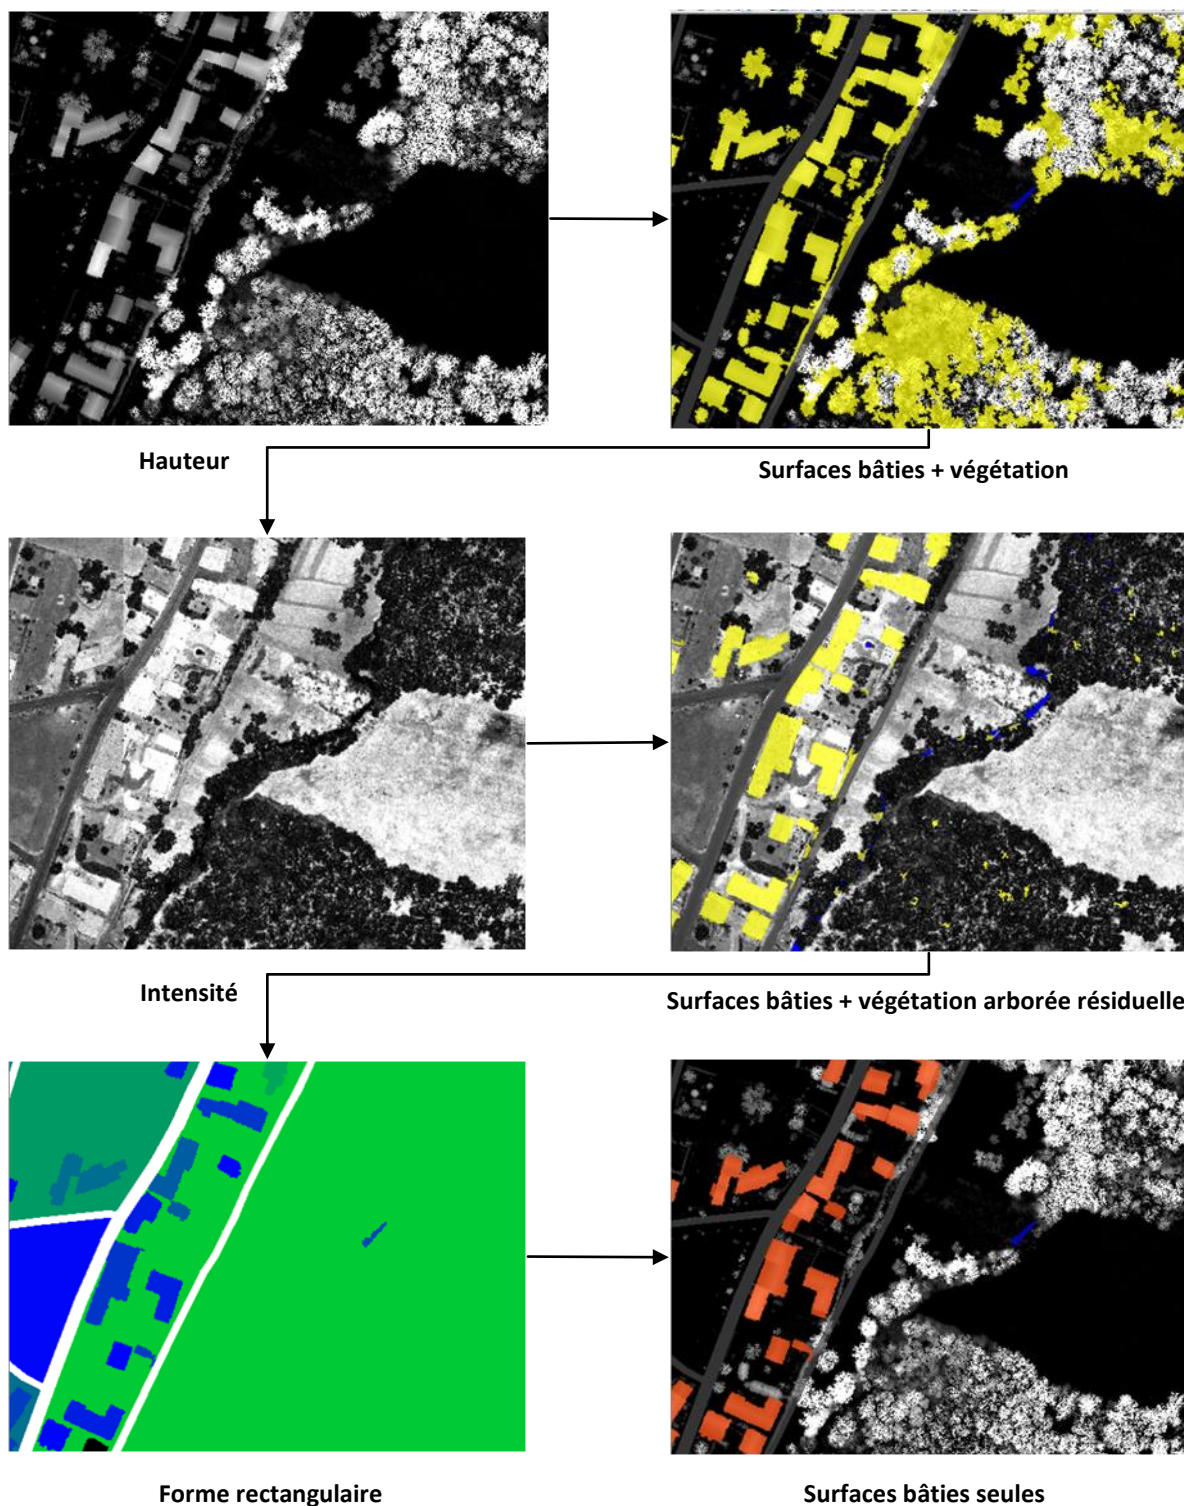 Hauteur
Surfaces bâties + végétation
Intensité
Surfaces bâties + végétation arborée résiduelle
Forme rectangulaire
Surfaces bâties seules